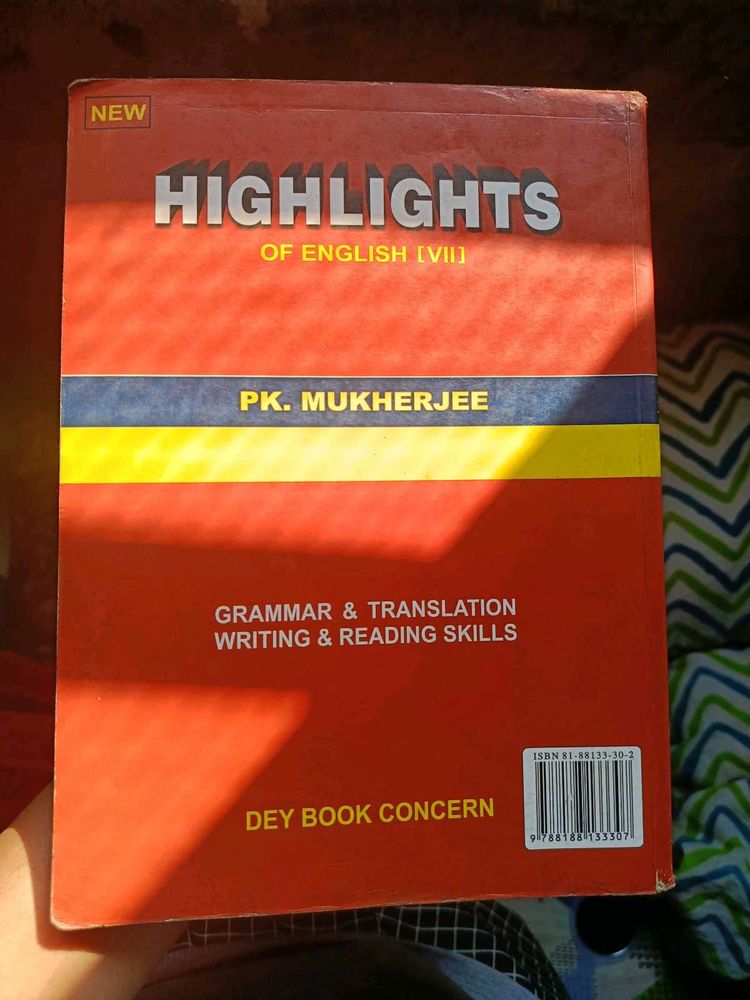 NEW
HIGHLIGHTS
OF ENGLISH [VII]
PK. MUKHERJEE
GRAMMAR & TRANSLATION
WRITING & READING SKILLS
ISBN 81-88133-30-2
DEY BOOK CONCERN
9 788188 133307